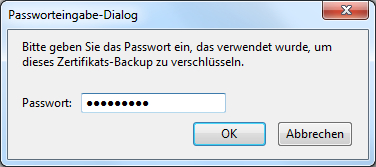 Passworteingabe-Dialog
Bitte geben Sie das Passwort ein, das verwendet wurde, um
dieses Zertifikats-Backup zu verschlüsseln.
Passwort: ●●●●●●●●●
OK Abbrechen